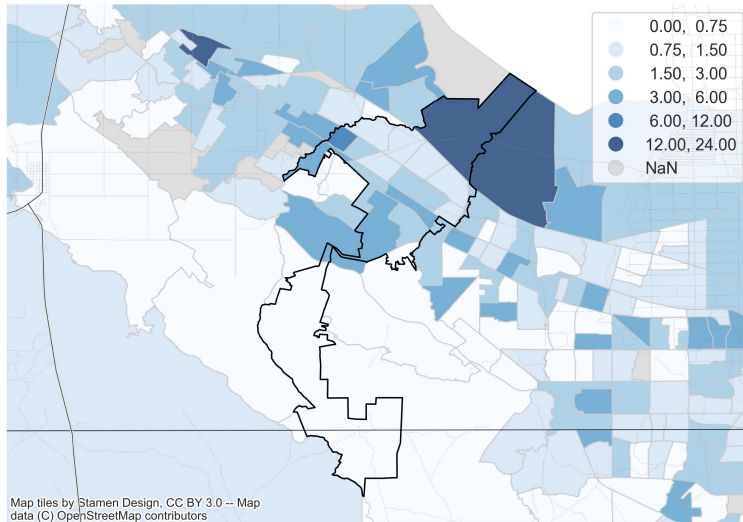 0.00, 0.75
0.75, 1.50
1.50, 3.00
3.00, 6.00
6.00, 12.00
12.00, 24.00
NaN
Map tiles by Stamen Design, CC BY 3.0 -- Map
data (C) OpenStreetMap contributors